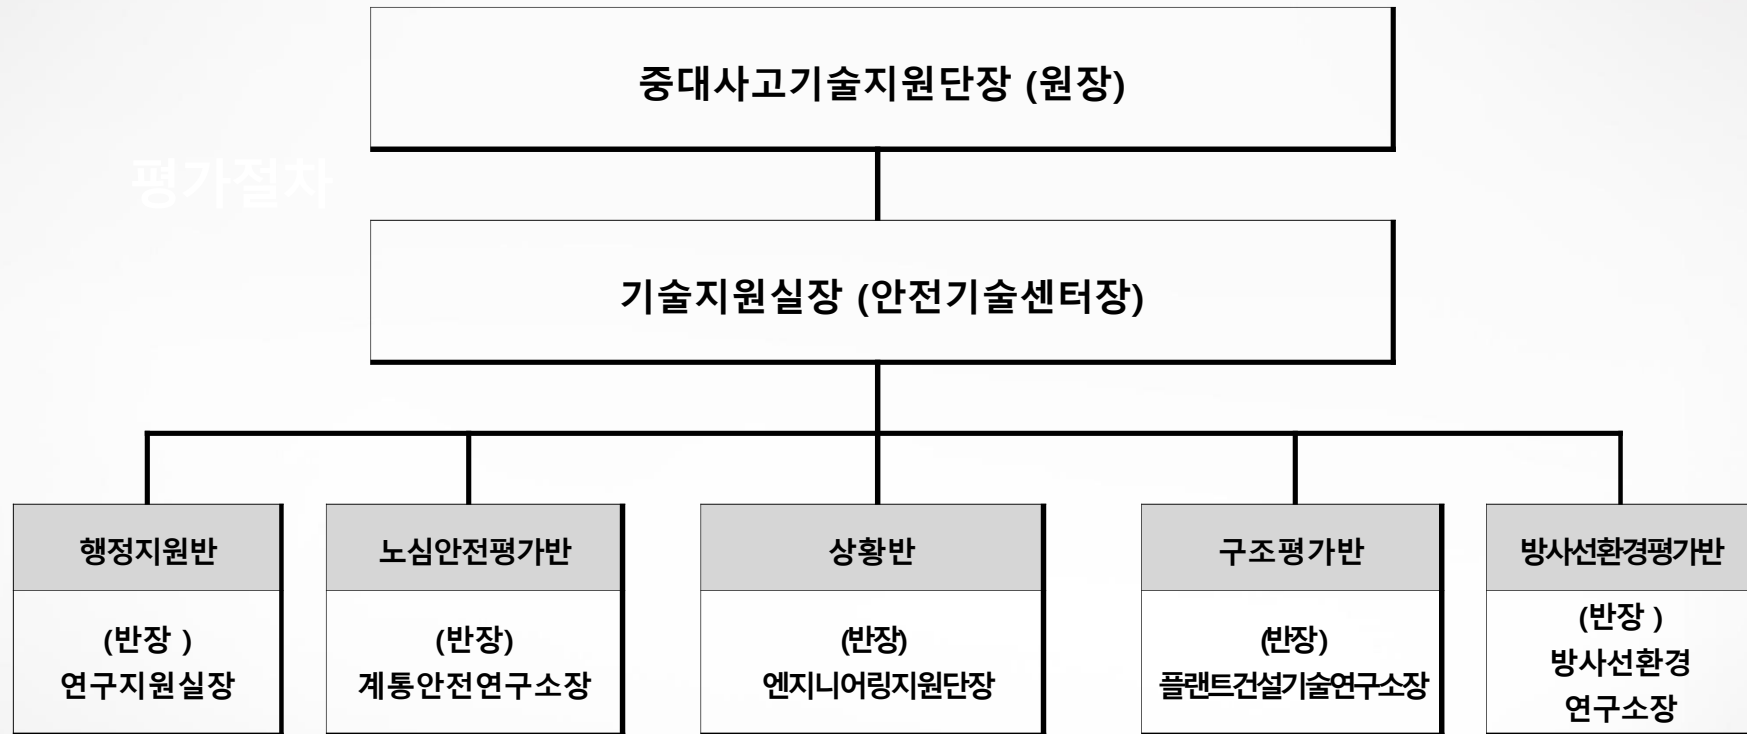 중대사고기술지원단장 (원장)
평가절차
기술지원실장 (안전기술센터장)
행정지원반
(반장 )
연구지원실장
노심안전평가반
(반장)
계통안전연구소장
상황반
(반장)
엔지니어링지원단장
구조평가반
(반장)
플랜트건설기술연구소장
방사선환경평가반
(반장 )
방사선환경
연구소장